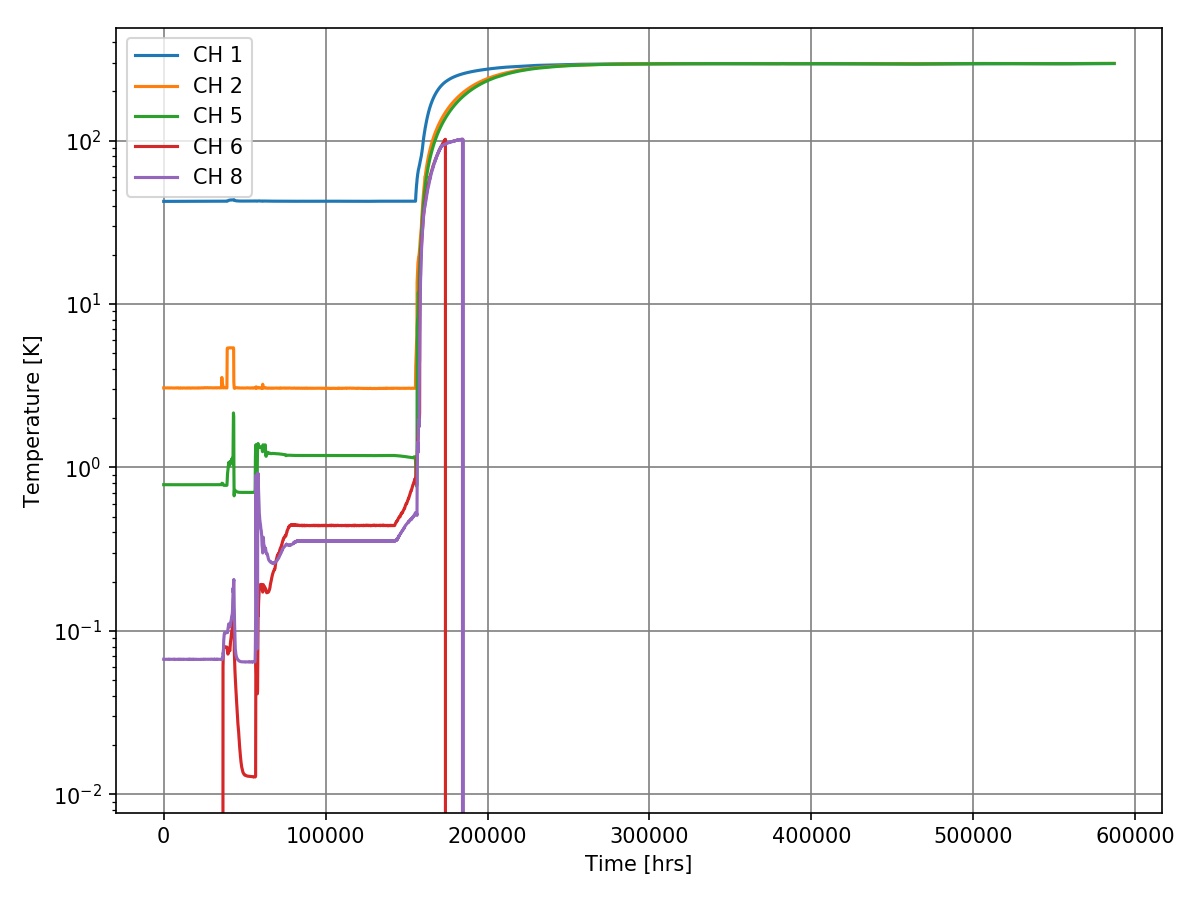 CH 1
CH 2
CH 5
CH 6
CH 8
Temperature [K]
10²
10¹
10⁰
10⁻¹
10⁻²
0 100000 200000 300000 400000 500000 600000
Time [hrs]